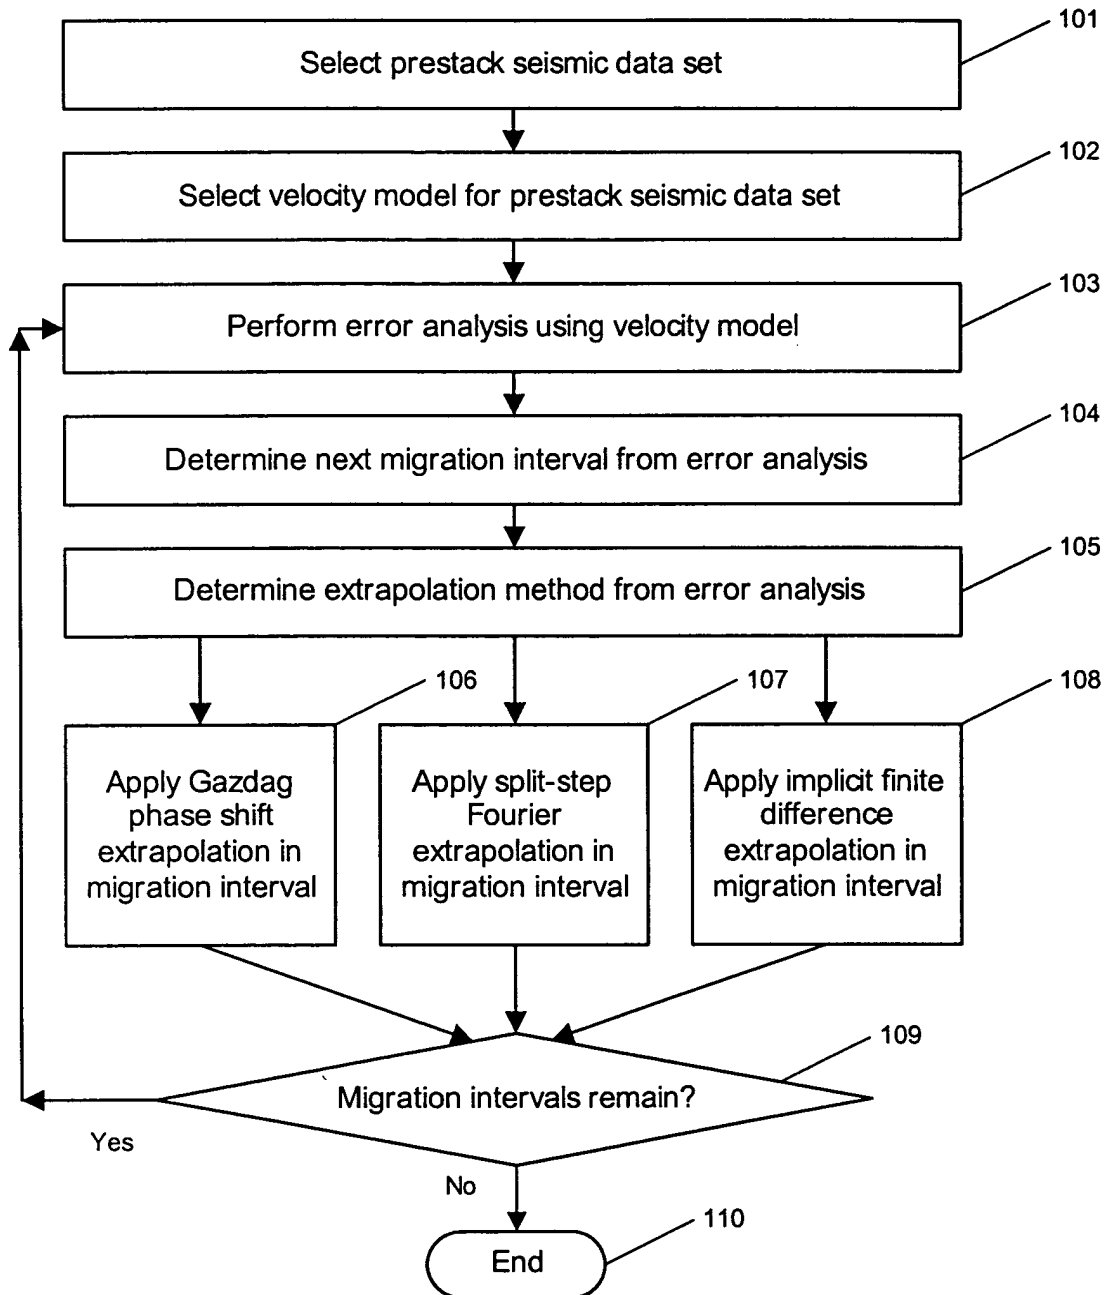 101
Select prestack seismic data set
102
Select velocity model for prestack seismic data set
103
Perform error analysis using velocity model
104
Determine next migration interval from error analysis
105
Determine extrapolation method from error analysis
106
107
108
Apply Gazdag
phase shift
extrapolation in
migration interval
Apply split-step
Fourier
extrapolation in
migration interval
Apply implicit finite
difference
extrapolation in
migration interval
109
Migration intervals remain?
Yes
No
110
End